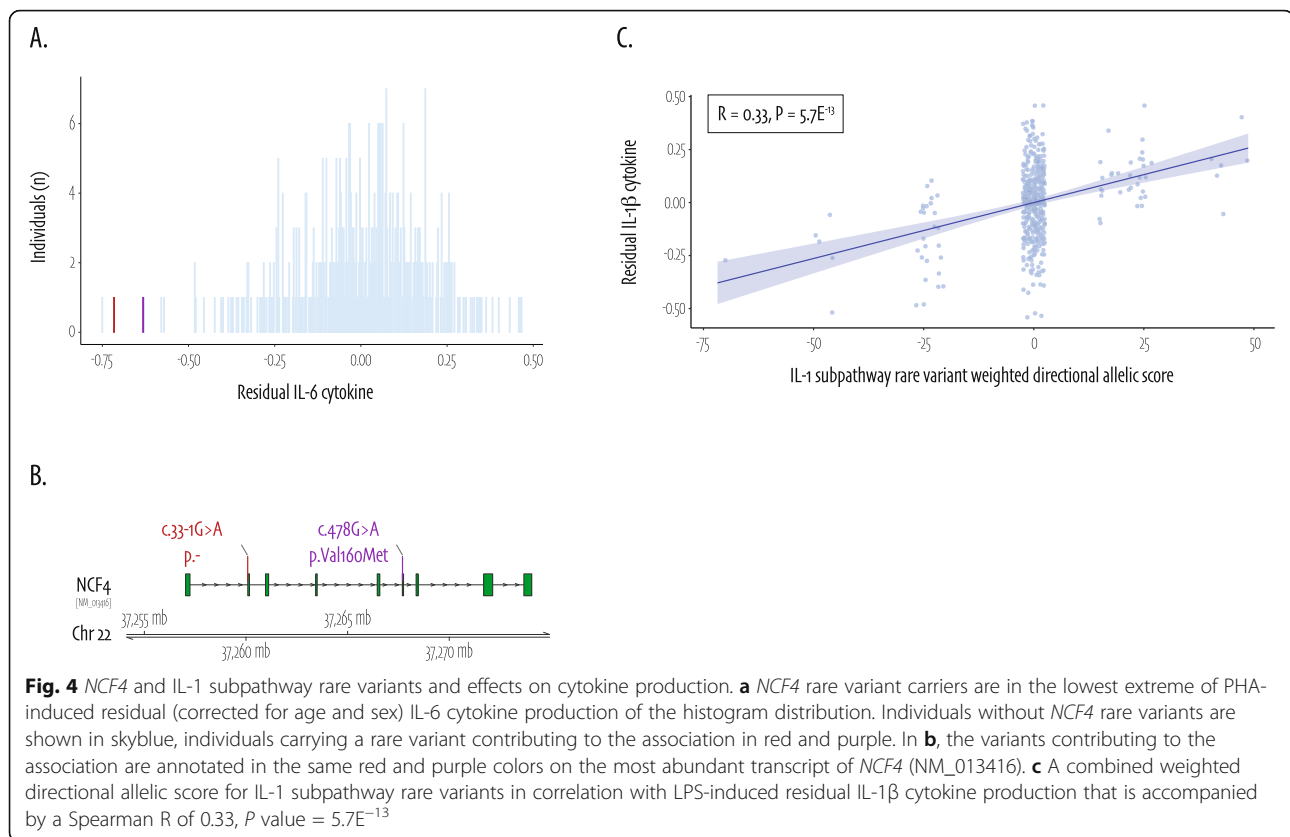 A.
Individuals (n)
6
4
2
0
-0.75
-0.50
-0.25
0.00
0.25
0.50
Residual IL-6 cytokine
C.
R = 0.33, P = 5.7E-13
Residual IL-1β cytokine
0.50
0.25
0.00
-0.25
-0.50
-75
-50
-25
0
25
50
IL-1 subpathway rare variant weighted directional allelic score
B.
c.33-1G>A
p.-
c.478G>A
p.Val160Met
NCF4
[NM_013416]
Chr 22
37,255 mb
37,265 mb
37,260 mb
37,270 mb
Fig. 4 NCF4 and IL-1 subpathway rare variants and effects on cytokine production. a NCF4 rare variant carriers are in the lowest extreme of PHA-
induced residual (corrected for age and sex) IL-6 cytokine production of the histogram distribution. Individuals without NCF4 rare variants are
shown in skyblue, individuals carrying a rare variant contributing to the association in red and purple. In b, the variants contributing to the
association are annotated in the same red and purple colors on the most abundant transcript of NCF4 (NM_013416). c A combined weighted
directional allelic score for IL-1 subpathway rare variants in correlation with LPS-induced residual IL-1β cytokine production that is accompanied
by a Spearman R of 0.33, P value = 5.7E−13